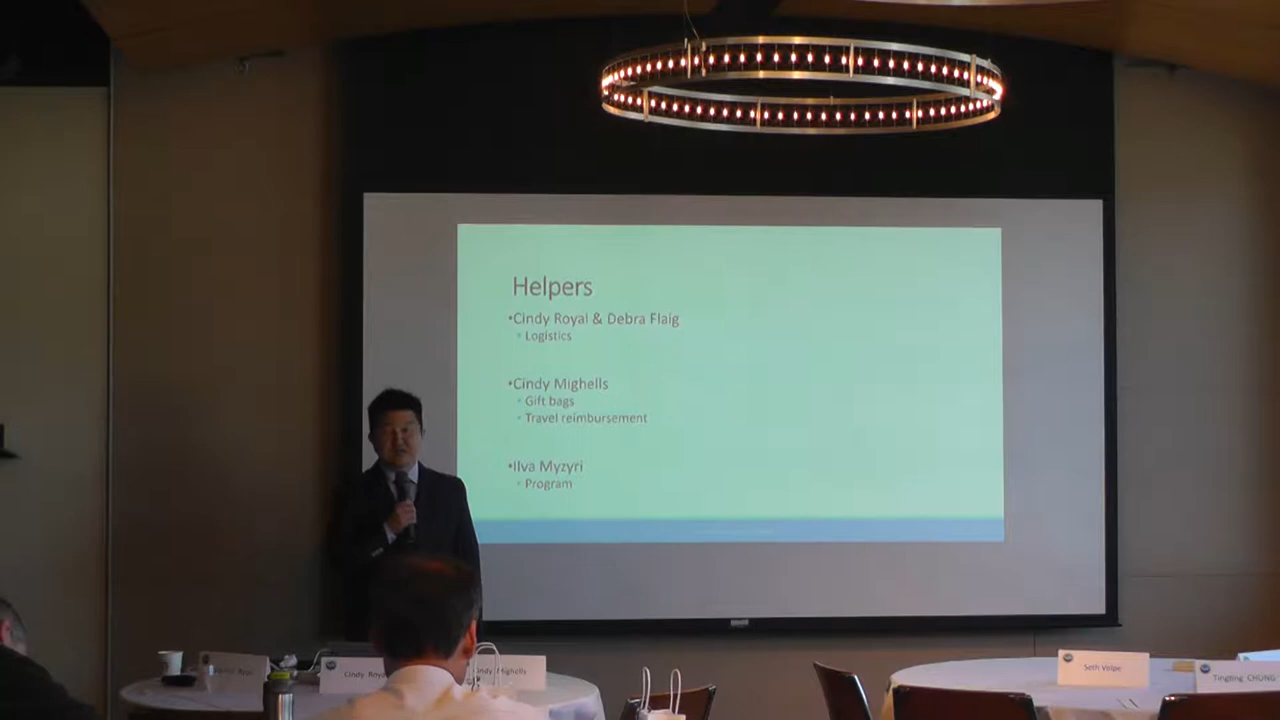 Helpers
•Cindy Royal & Debra Flaig
◦ Logistics
•Cindy Mighells
◦ Gift bags
◦ Travel reimbursement
•Ilva Myzyri
◦ Program
Cindy Roya
Cindy Mighells
Seth Volpe
Tingting CHUNG